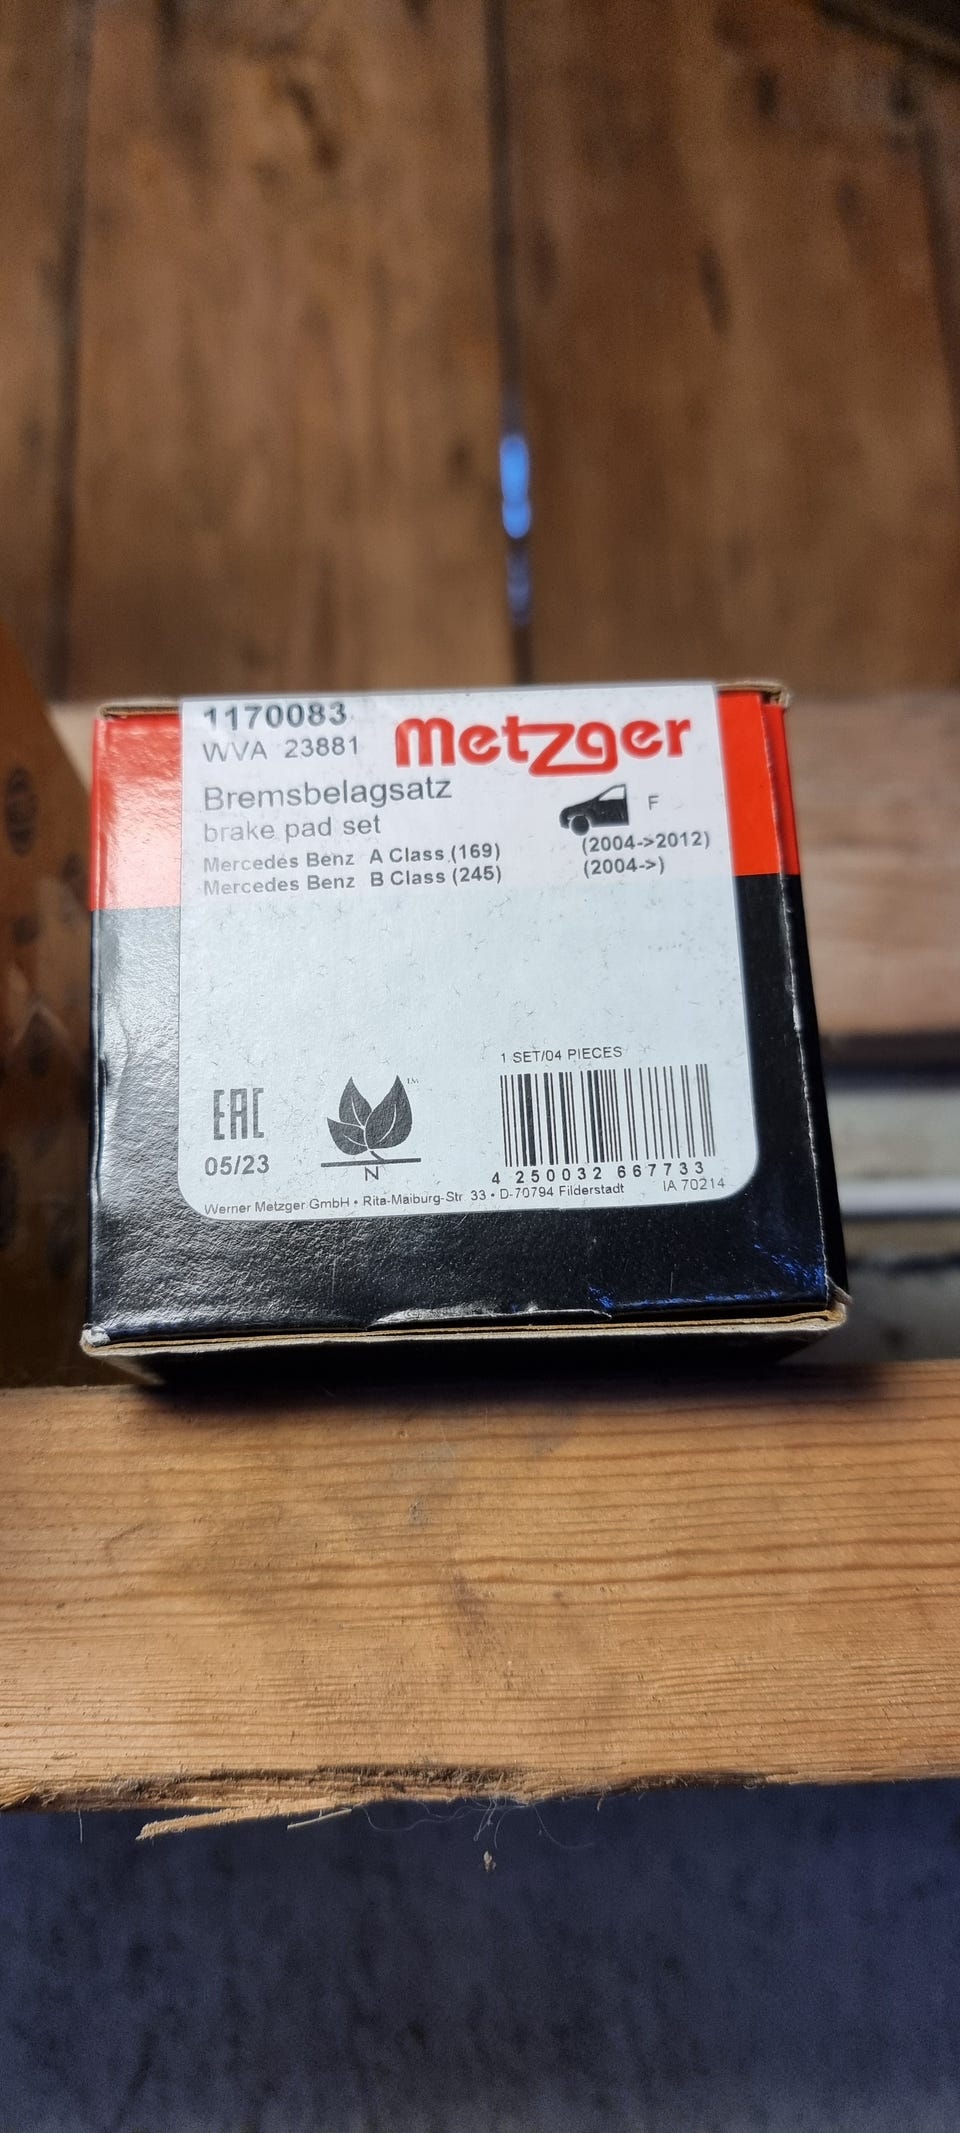 1170083
WVA 23881
metzger
Bremsbelagsatz
brake pad set
F
Mercedes Benz A Class (169) (2004->2012)
Mercedes Benz B Class (245) (2004->)
1 SET/04 PIECES
EAC
TM
05/23
N
4 250032 667733
Werner Metzger GmbH • Rita-Maiburg-Str. 33 • D-70794 Filderstadt
IA 70214